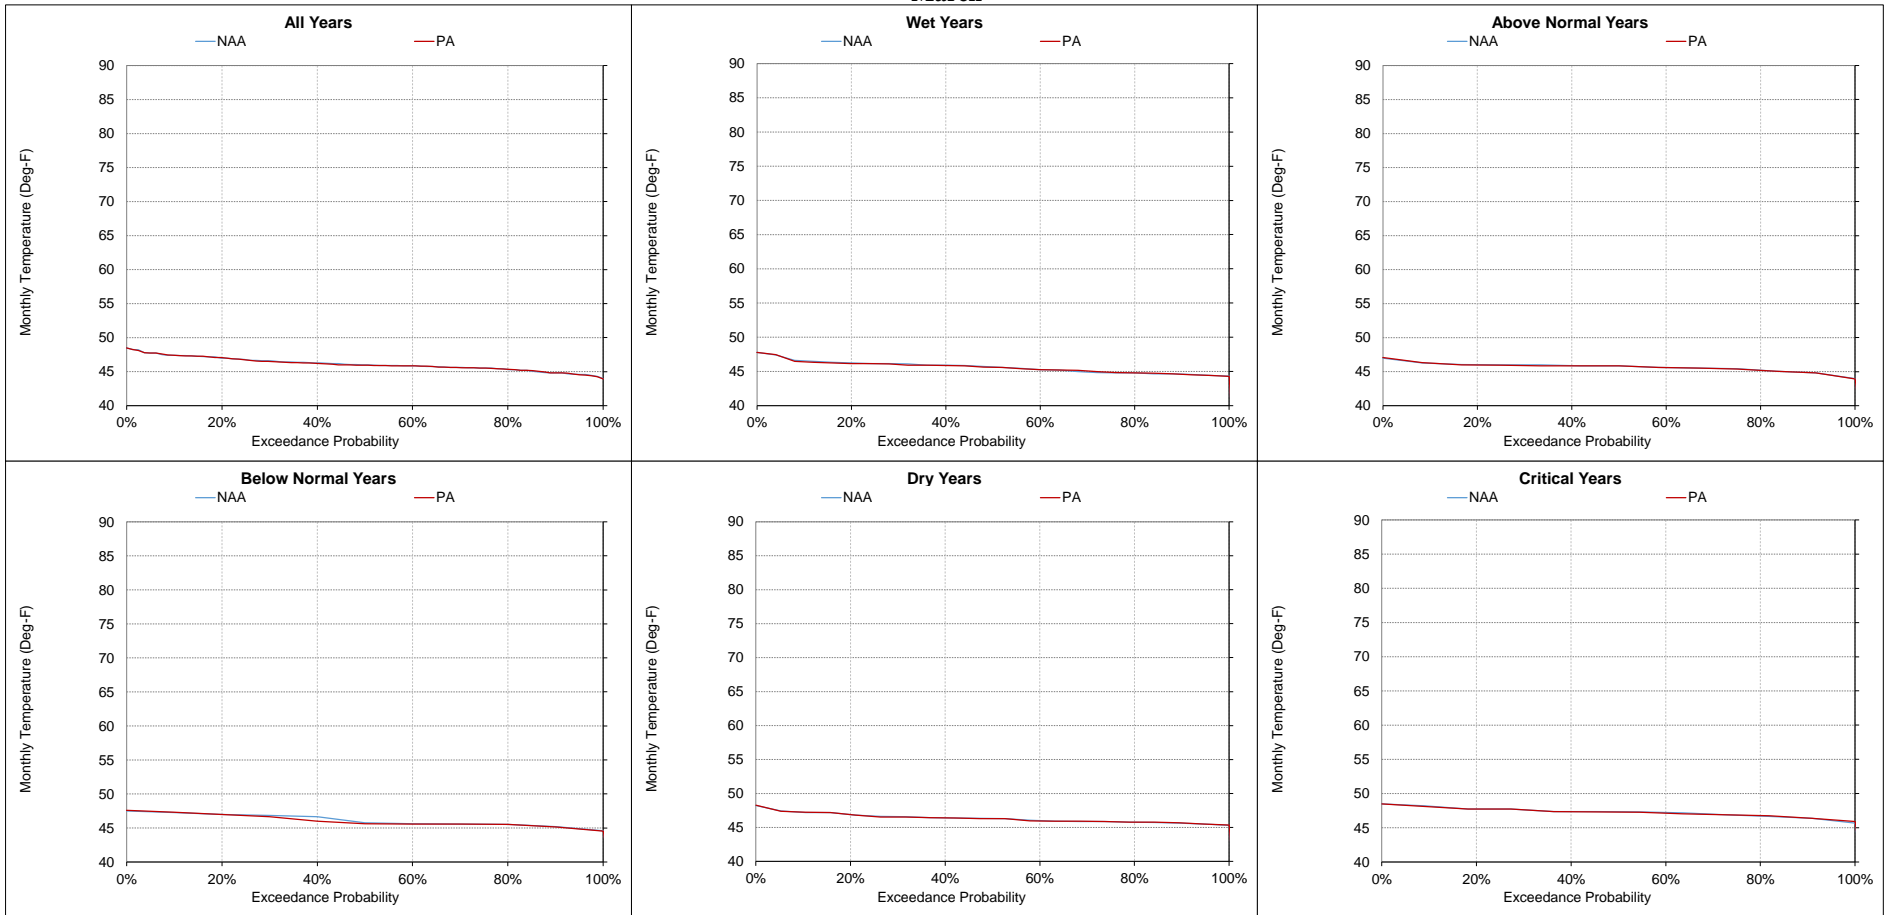 All Years
NAA PA
90
85
80
75
70
65
60
55
50
45
40
Monthly Temperature (Deg-F)
0% 20% 40% 60% 80% 100%
Exceedance Probability
Wet Years
NAA PA
90
85
80
75
70
65
60
55
50
45
40
Monthly Temperature (Deg-F)
0% 20% 40% 60% 80% 100%
Exceedance Probability
Above Normal Years
NAA PA
90
85
80
75
70
65
60
55
50
45
40
Monthly Temperature (Deg-F)
0% 20% 40% 60% 80% 100%
Exceedance Probability
Below Normal Years
NAA PA
90
85
80
75
70
65
60
55
50
45
40
Monthly Temperature (Deg-F)
0% 20% 40% 60% 80% 100%
Exceedance Probability
Dry Years
NAA PA
90
85
80
75
70
65
60
55
50
45
40
Monthly Temperature (Deg-F)
0% 20% 40% 60% 80% 100%
Exceedance Probability
Critical Years
NAA PA
90
85
80
75
70
65
60
55
50
45
40
Monthly Temperature (Deg-F)
0% 20% 40% 60% 80% 100%
Exceedance Probability